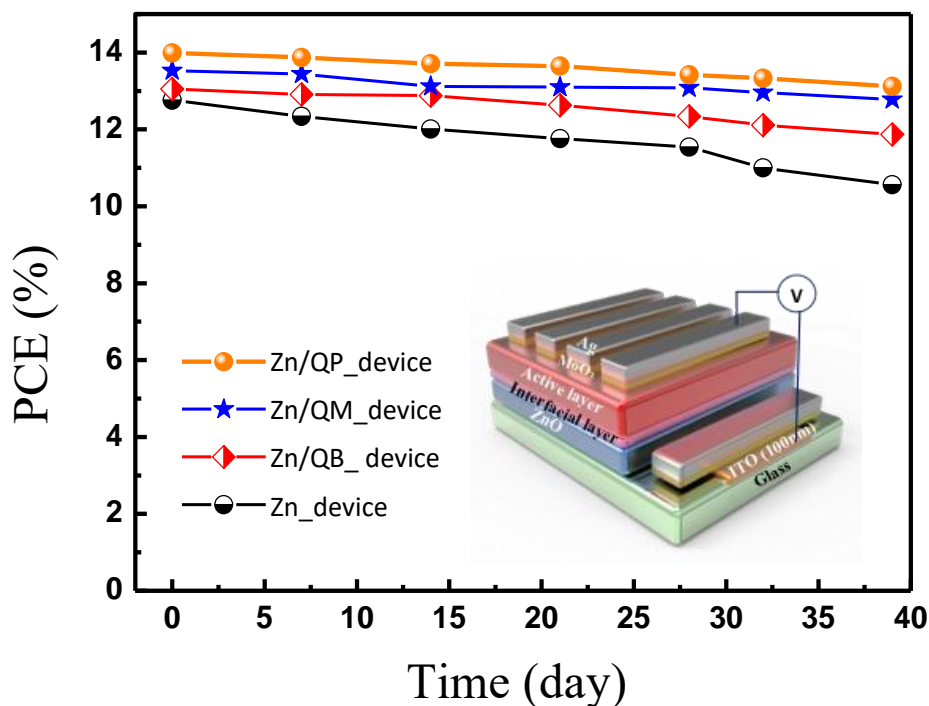 PCE (%)
14
12
10
8
6
4
2
0
Zn/QP_device
Zn/QM_device
Zn/QB_ device
Zn_device
V
Ag
MoO₃
Active layer
Interfacial layer
ZnO
ITO (100nm)
Glass
0 5 10 15 20 25 30 35 40
Time (day)